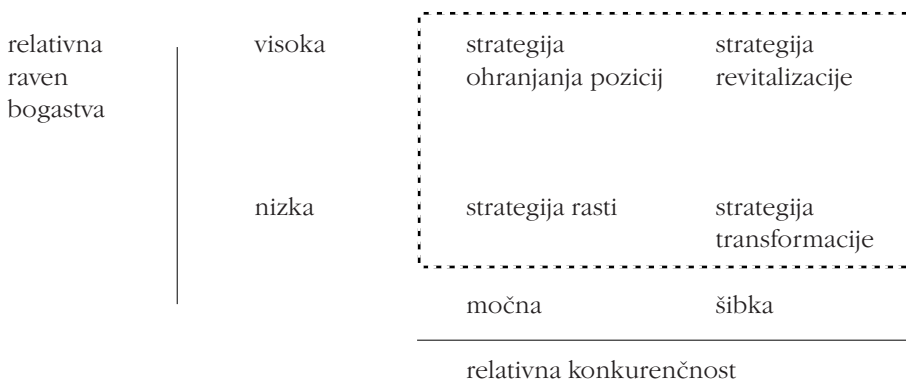 relativna
raven
bogastva
visoka
strategija
ohranjanja pozicij
strategija
revitalizacije
nizka
strategija rasti
strategija
transformacije
močna
šibka
relativna konkurenčnost